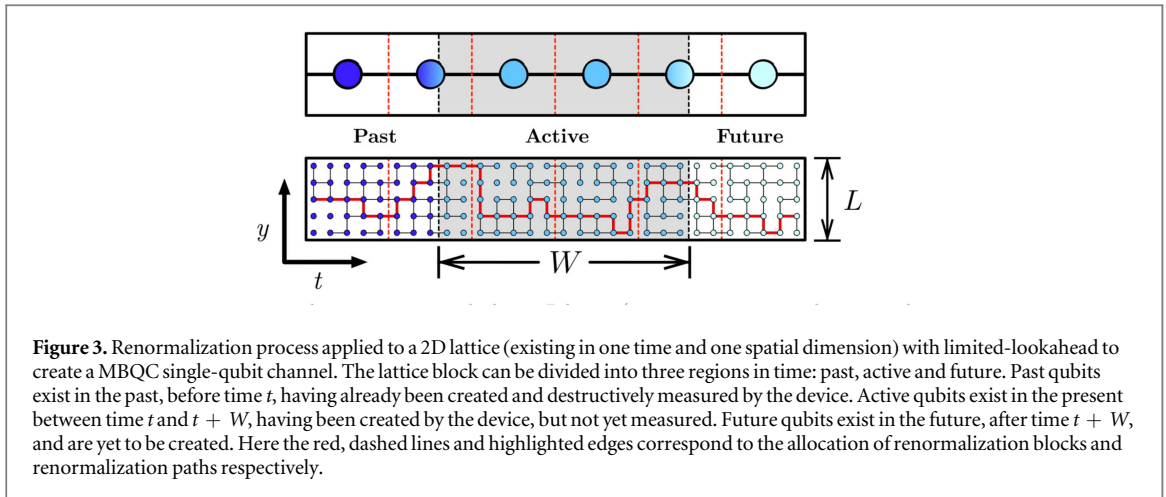 Past Active Future
L
y
W
t
Figure 3. Renormalization process applied to a 2D lattice (existing in one time and one spatial dimension) with limited-lookahead to
create a MBQC single-qubit channel. The lattice block can be divided into three regions in time: past, active and future. Past qubits
exist in the past, before time t, having already been created and destructively measured by the device. Active qubits exist in the present
between time t and t + W, having been created by the device, but not yet measured. Future qubits exist in the future, after time t + W,
and are yet to be created. Here the red, dashed lines and highlighted edges correspond to the allocation of renormalization blocks and
renormalization paths respectively.